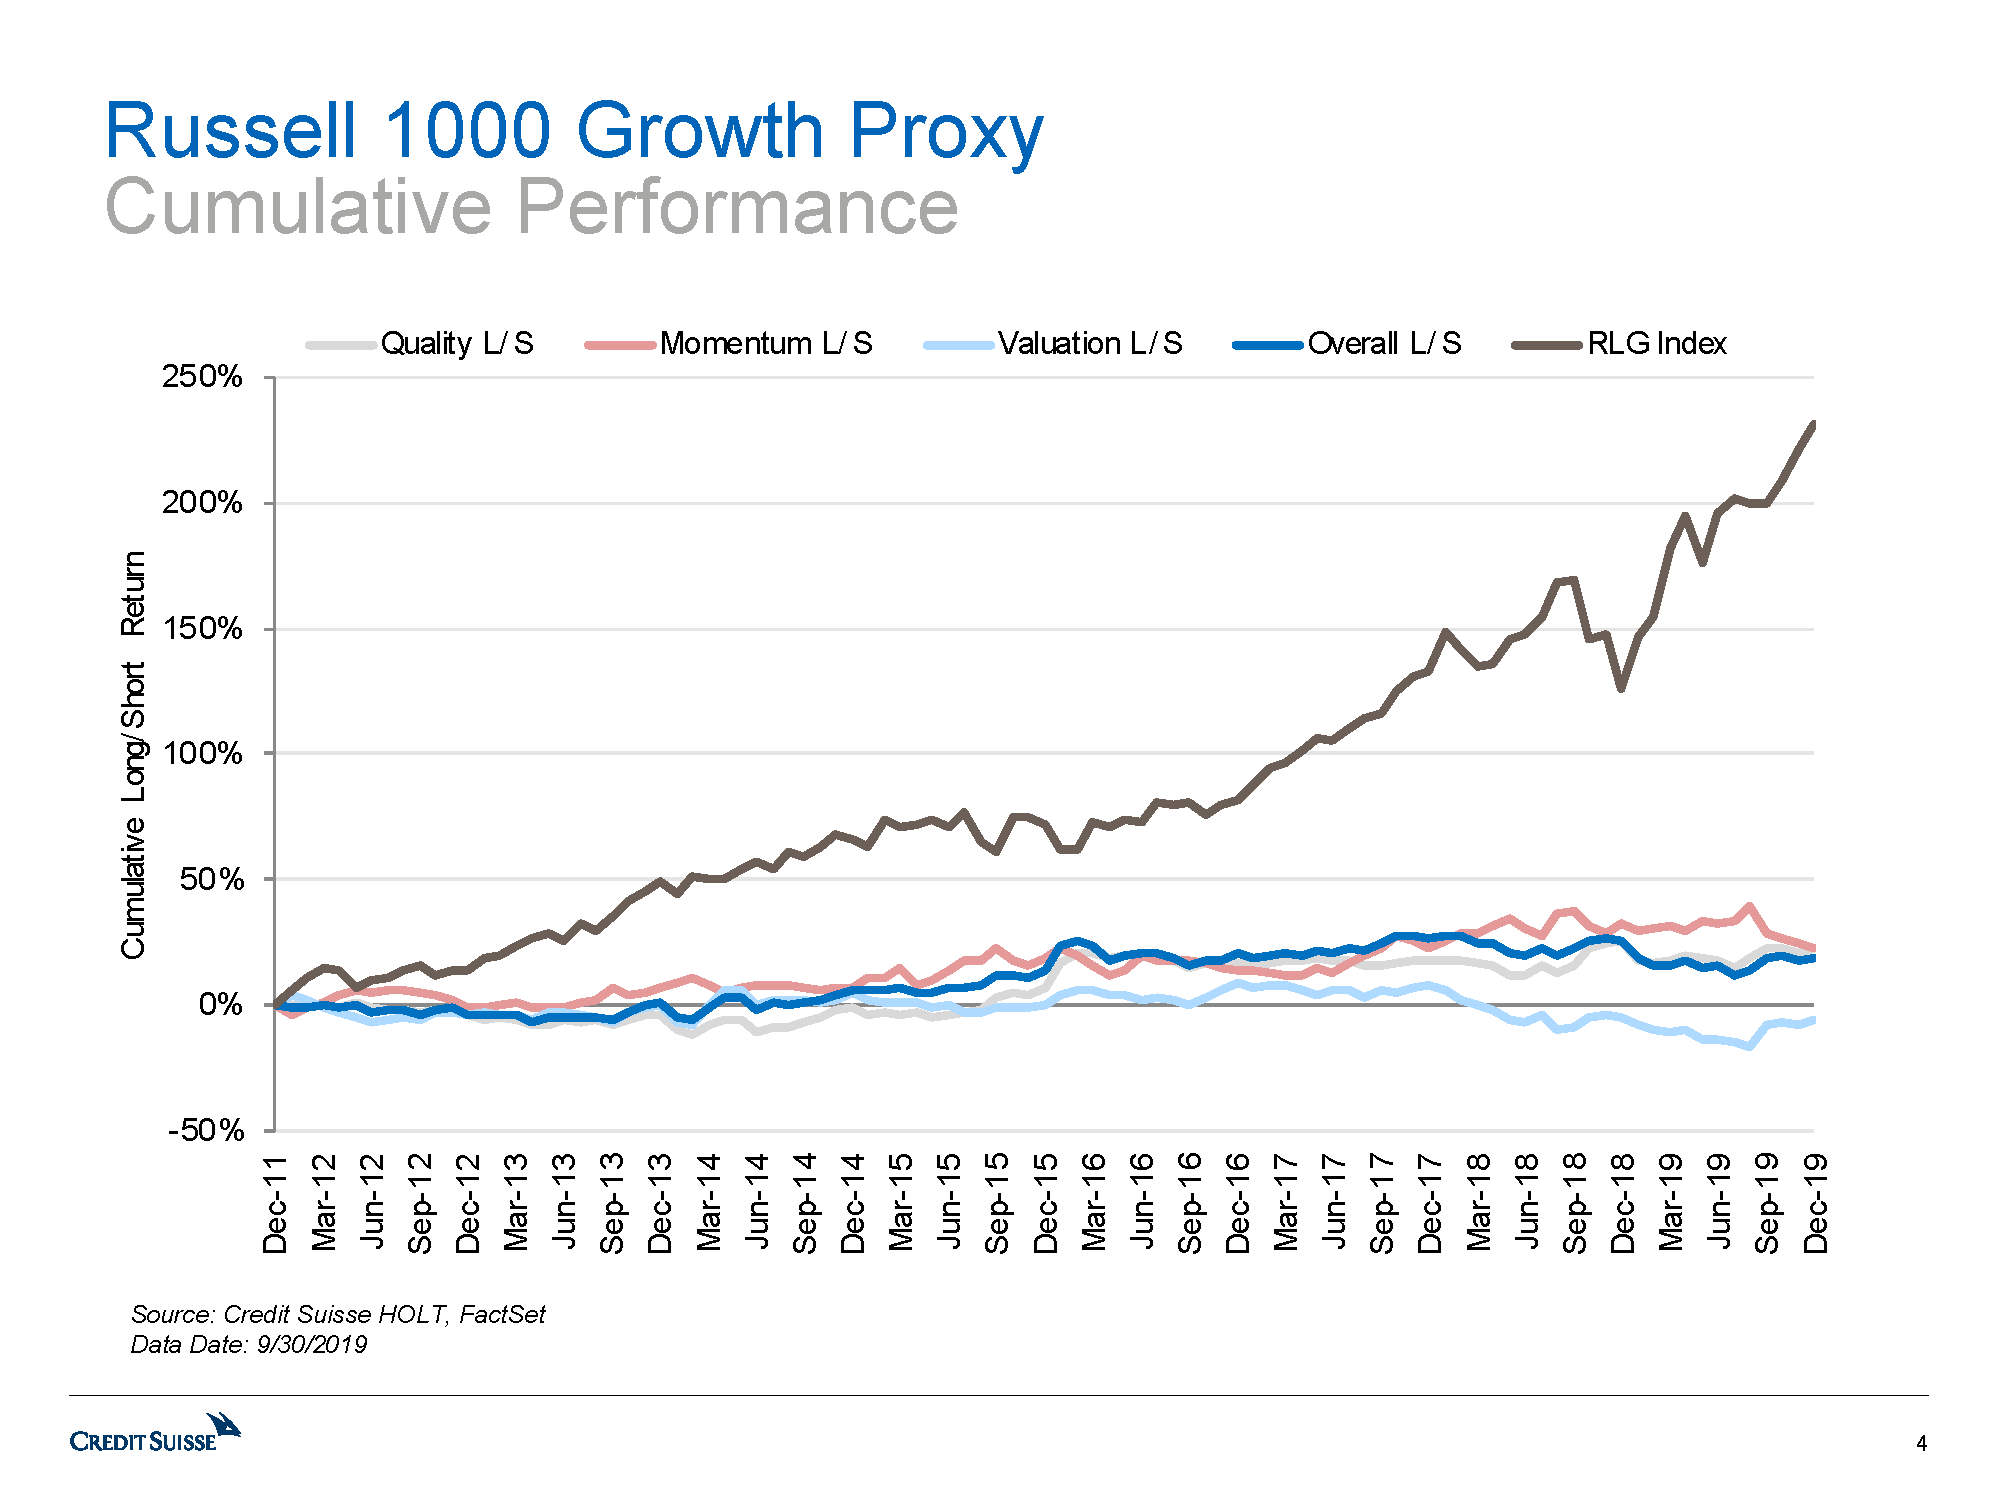 Russell 1000 Growth Proxy
Cumulative Performance
Quality L/S Momentum L/S Valuation L/S Overall L/S RLG Index
Cumulative Long/Short Return
250%
200%
150%
100%
50%
0%
-50%
Dec-11 Mar-12 Jun-12 Sep-12 Dec-12 Mar-13 Jun-13 Sep-13 Dec-13 Mar-14 Jun-14 Sep-14 Dec-14 Mar-15 Jun-15 Sep-15 Dec-15 Mar-16 Jun-16 Sep-16 Dec-16 Mar-17 Jun-17 Sep-17 Dec-17 Mar-18 Jun-18 Sep-18 Dec-18 Mar-19 Jun-19 Sep-19 Dec-19
Source: Credit Suisse HOLT, FactSet
Data Date: 9/30/2019
CREDIT SUISSE
4